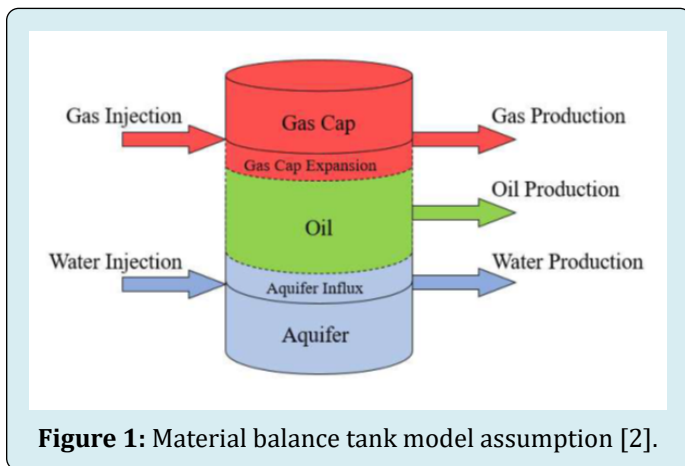 Gas Injection
Gas Cap
Gas Production
Gas Cap Expansion
Oil Production
Oil
Water Injection
Water Production
Aquifer Influx
Aquifer
Figure 1: Material balance tank model assumption [2].